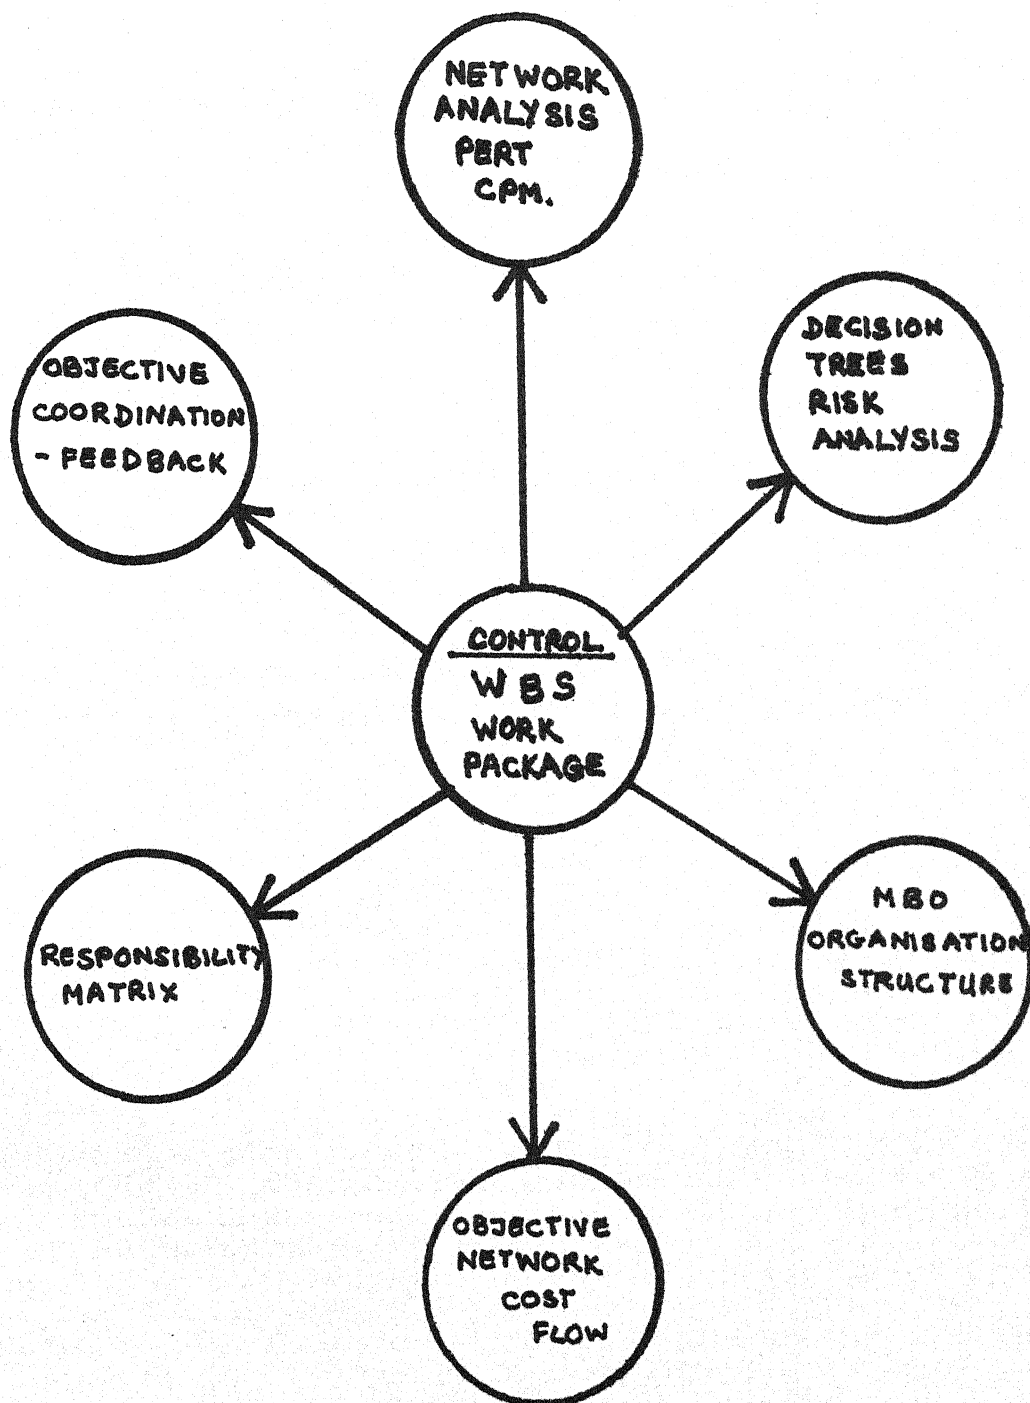 NETWORK
ANALYSIS
PERT
CPM.
DECISION
TREES
RISK
ANALYSIS
OBJECTIVE
COORDINATION
- FEEDBACK
CONTROL
WBS
WORK
PACKAGE
MBO
ORGANISATION
STRUCTURE
RESPONSIBILITY
MATRIX
OBJECTIVE
NETWORK
COST
FLOW